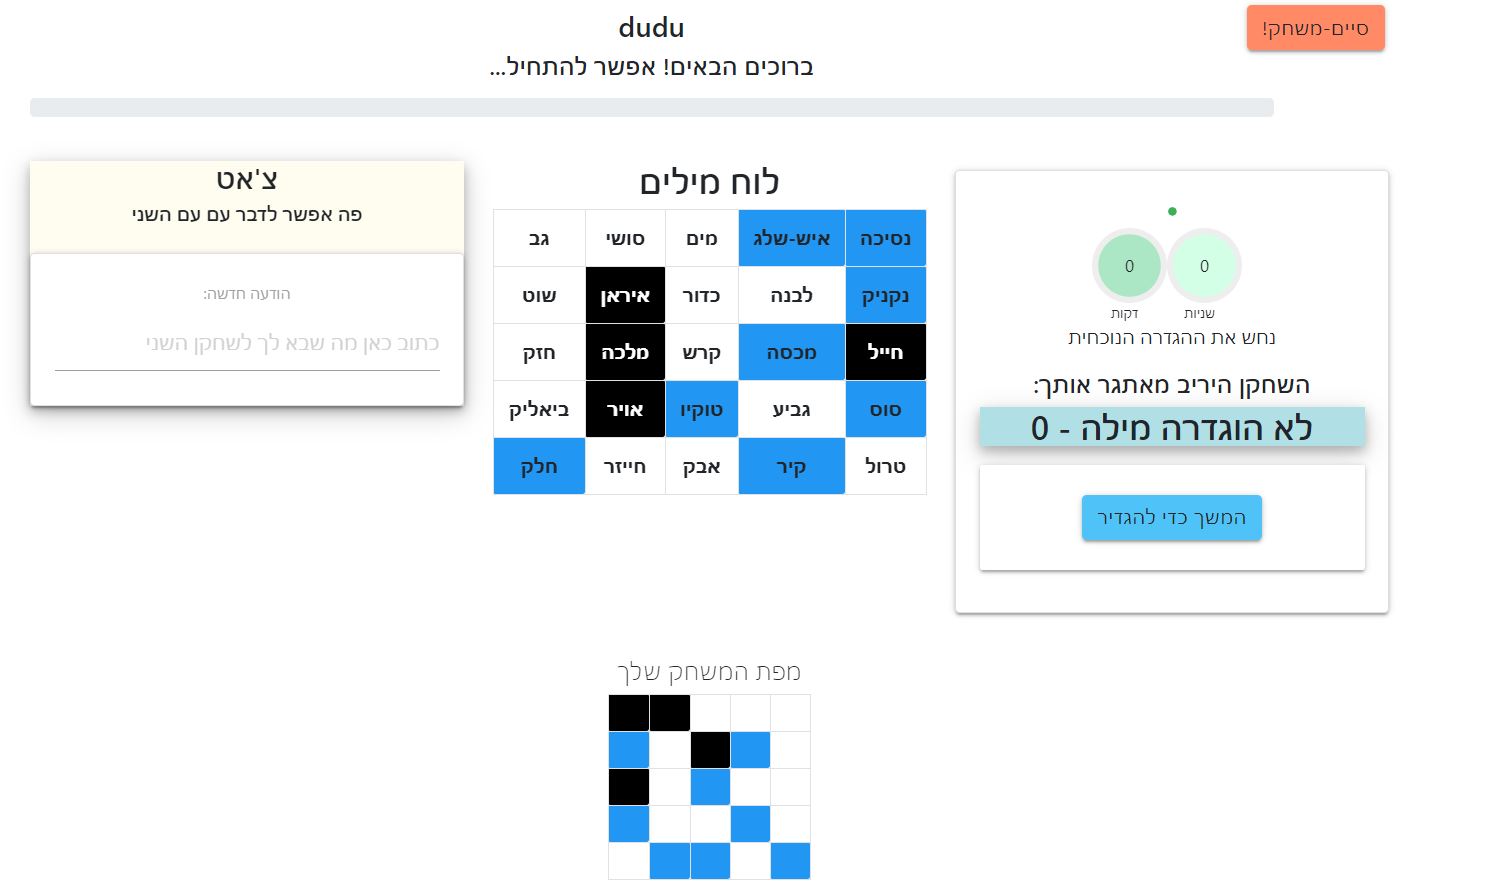 dudu
סיים-משחק!
ברוכים הבאים! אפשר להתחיל...
0 0
שניות דקות
נחש את ההגדרה הנוכחית
השחקן היריב מאתגר אותך:
לא הוגדרה מילה - 0
המשך כדי להגדיר
לוח מילים
נסיכה איש-שלג מים סושי גב
נקניק לבנה כדור איראן שוט
חייל מכסה קרש מלכה חזק
סוס גביע טוקיו אויר ביאליק
טרול קיר אבק חייזר חלק
צ'אט
פה אפשר לדבר עם עם השני
הודעה חדשה:
כתוב כאן מה שבא לך לשחקן השני
מפת המשחק שלך